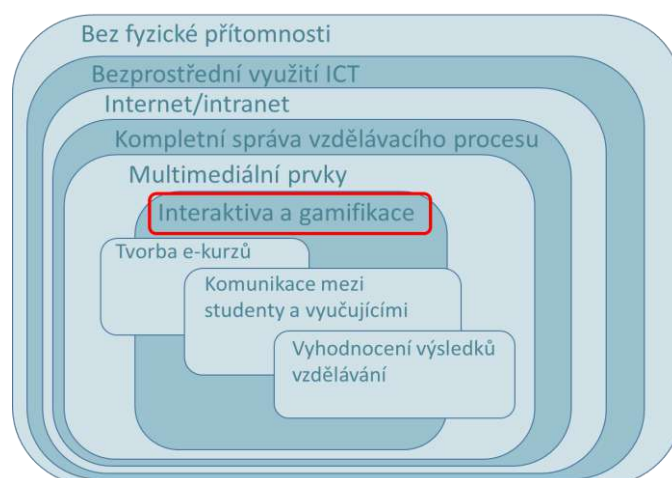 Bez fyzické přítomnosti
Bezprostřední využití ICT
Internet/intranet
Kompletní správa vzdělávacího procesu
Multimediální prvky
Interaktiva a gamifikace
Tvorba e-kurzů
Komunikace mezi
studenty a vyučujícími
Vyhodnocení výsledků
vzdělávání